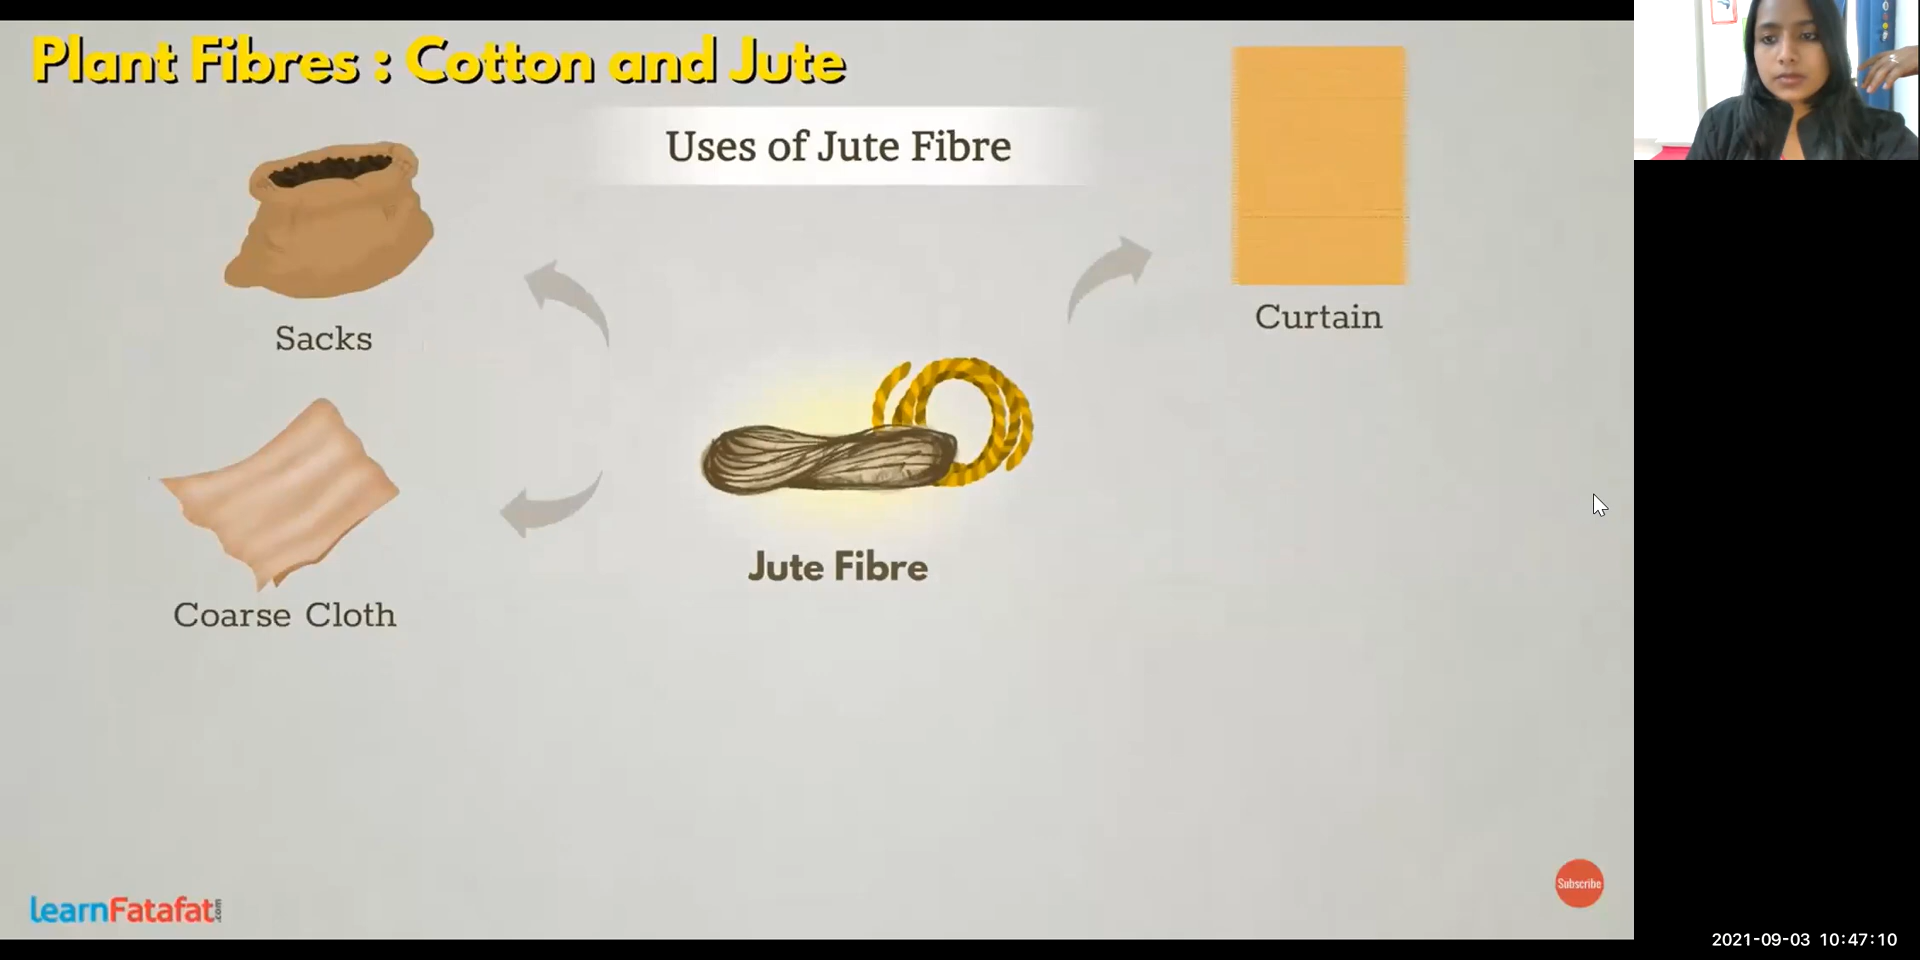 Plant Fibres : Cotton and Jute
Uses of Jute Fibre
Sacks
Curtain
Coarse Cloth
Jute Fibre
Subscribe
learnFatafat.com
2021-09-03 10:47:10